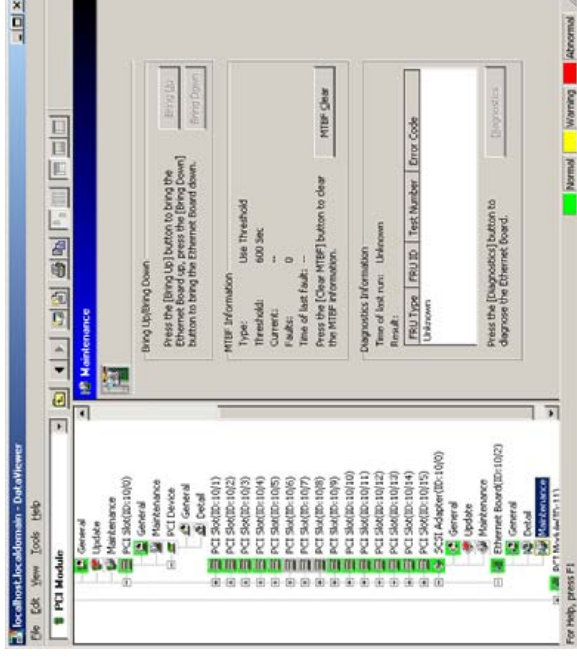 localhost.localdomain - DataViewer
File Edit View Tools Help
PCI Module
General
Update
Maintenance
PCI Slot(ID:10/0)
General
Maintenance
PCI Device
General
Detail
PCI Slot(ID:10/1)
PCI Slot(ID:10/2)
PCI Slot(ID:10/3)
PCI Slot(ID:10/4)
PCI Slot(ID:10/5)
PCI Slot(ID:10/6)
PCI Slot(ID:10/7)
PCI Slot(ID:10/8)
PCI Slot(ID:10/9)
PCI Slot(ID:10/10)
PCI Slot(ID:10/11)
PCI Slot(ID:10/12)
PCI Slot(ID:10/13)
PCI Slot(ID:10/14)
PCI Slot(ID:10/15)
SCSI Adapter(ID:10/0)
General
Update
Maintenance
Ethernet Board(ID:10/2)
General
Detail
Maintenance
PCI Module(ID:11)
Maintenance
Bring Up/Bring Down
Press the [Bring Up] button to bring the
Ethernet Board up, press the [Bring Down]
button to bring the Ethernet Board down.
Bring Up
Bring Down
MTBF Information
Type: Use Threshold
Threshold: 600 Sec
Current: --
Faults: 0
Time of last fault: --
Press the [Clear MTBF] button to clear
the MTBF information.
MTBF Clear
Diagnostics Information
Time of last run: Unknown
Result:
FRU Type FRU ID Test Number Error Code
Unknown
Press the [Diagnostics] button to
diagnose the Ethernet Board.
Diagnostics
For Help, press F1
Normal Warning Abnormal